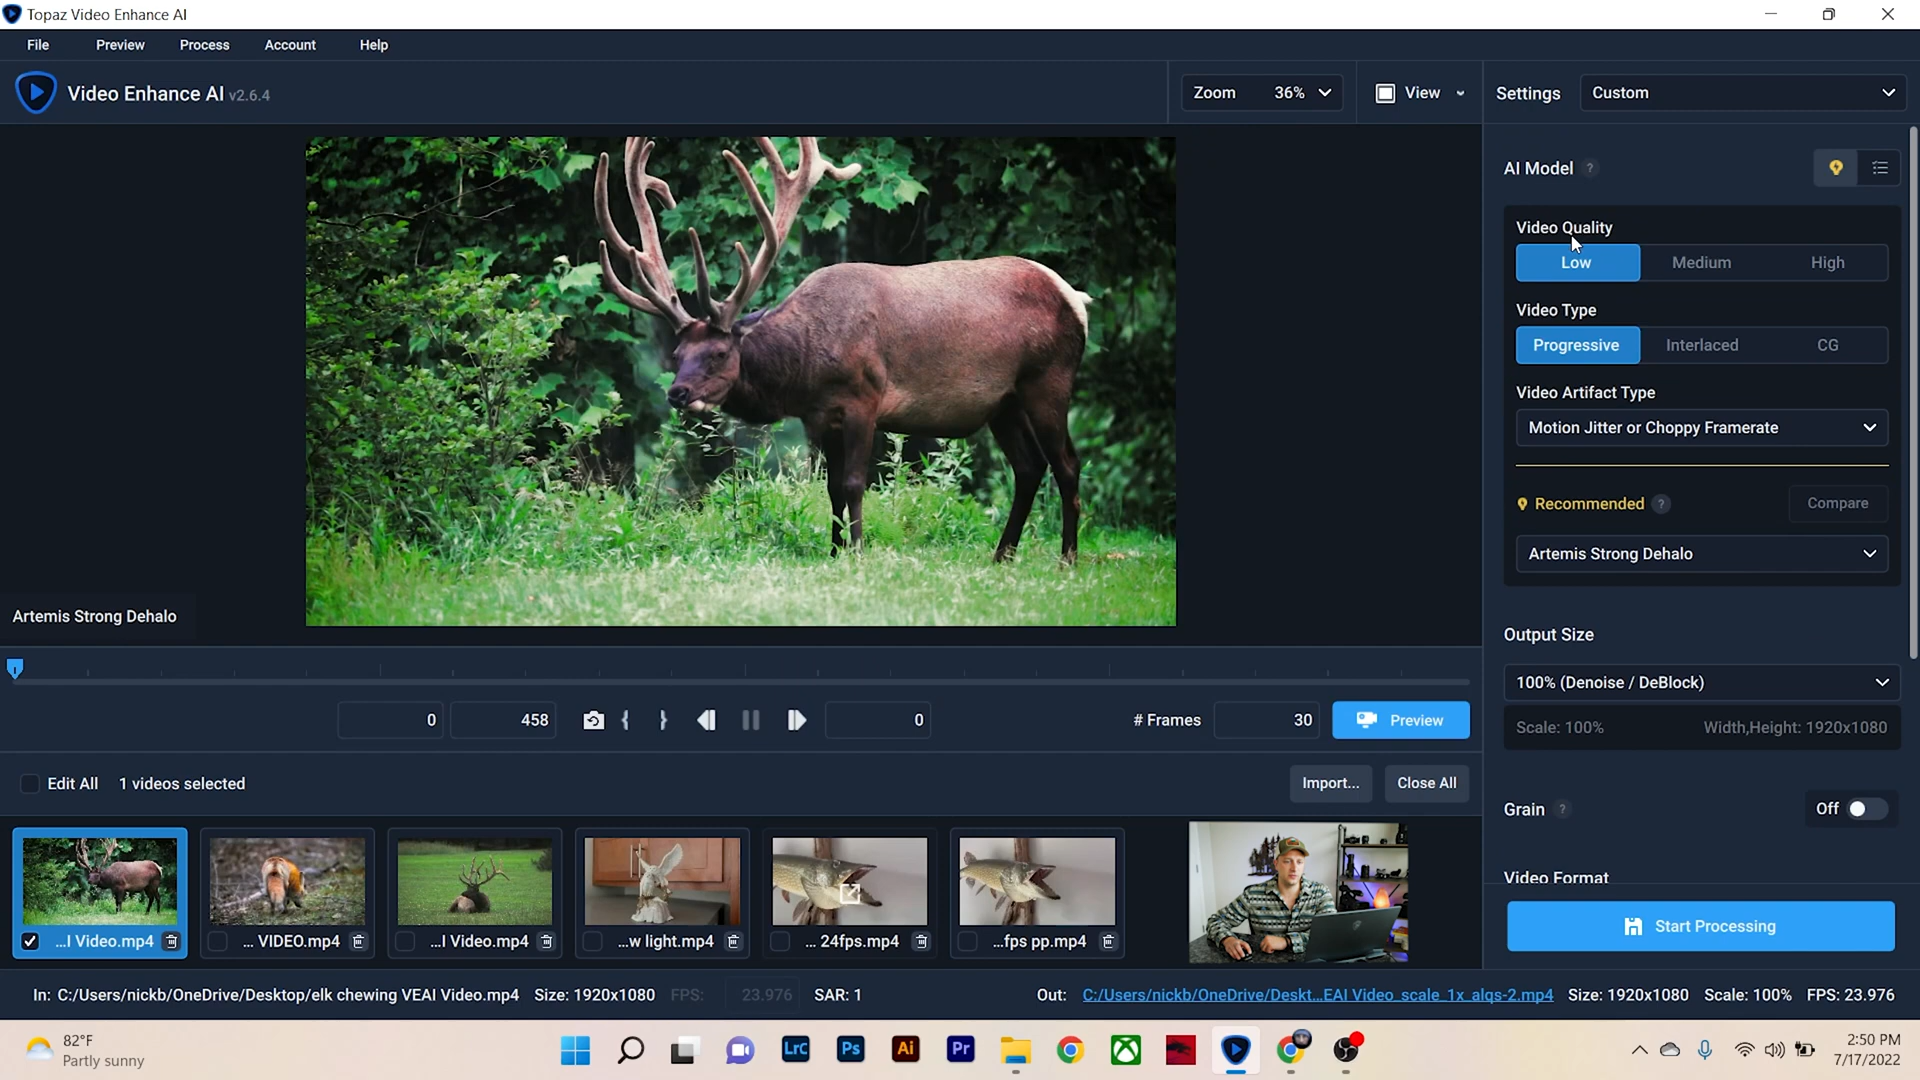 Topaz Video Enhance AI
File Preview Process Account Help
Video Enhance AI v2.6.4
Zoom 36% View
Settings Custom
AI Model ?
Video Quality
Low Medium High
Video Type
Progressive Interlaced CG
Video Artifact Type
Motion Jitter or Choppy Framerate
Recommended ? Compare
Artemis Strong Dehalo
Artemis Strong Dehalo
Output Size
100% (Denoise / DeBlock)
Scale: 100% Width,Height: 1920x1080
0 458 0 # Frames 30 Preview
Edit All 1 videos selected Import... Close All
Grain ? Off
Video Format
Start Processing
...l Video.mp4 ... VIDEO.mp4 ...l Video.mp4 ...w light.mp4 ... 24fps.mp4 ...fps pp.mp4
In: C:/Users/nickb/OneDrive/Desktop/elk chewing VEAI Video.mp4 Size: 1920x1080 FPS: 23.976 SAR: 1
Out: C:/Users/nickb/OneDrive/Deskt...EAI Video_scale_1x_alqs-2.mp4 Size: 1920x1080 Scale: 100% FPS: 23.976
82°F
Partly sunny
LrC Ps Ai Pr
2:50 PM
7/17/2022